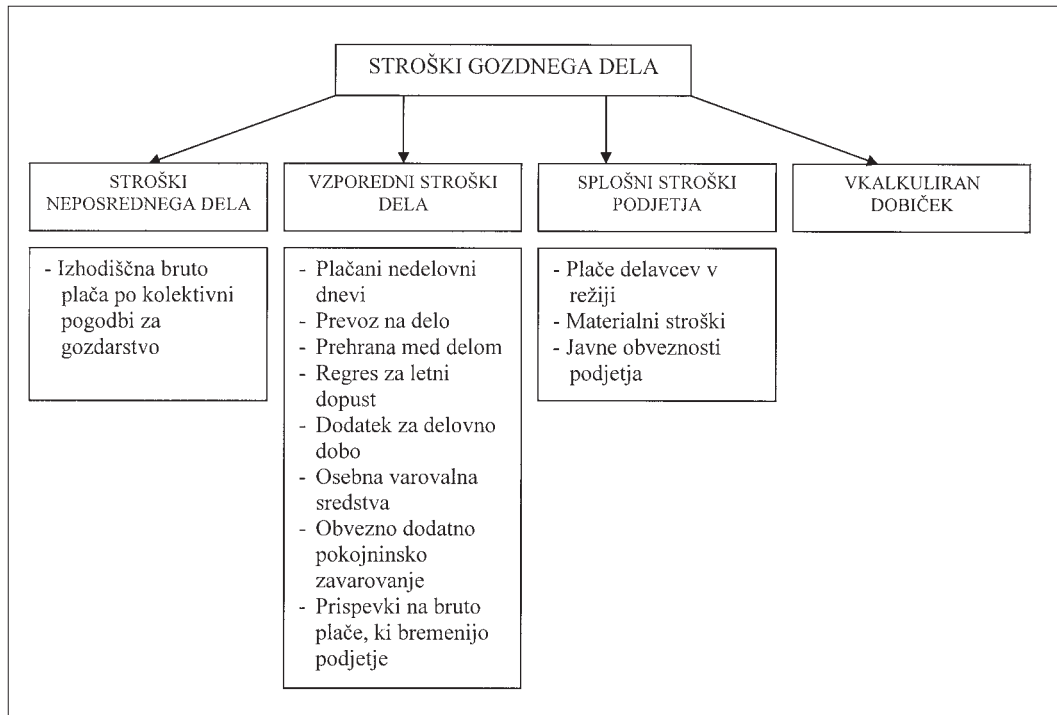 STROŠKI GOZDNEGA DELA
STROŠKI
NEPOSREDNEGA DELA
- Izhodiščna bruto
plača po kolektivni
pogodbi za
gozdarstvo
VZPOREDNI STROŠKI
DELA
- Plačani nedelovni
dnevi
- Prevoz na delo
- Prehrana med delom
- Regres za letni
dopust
- Dodatek za delovno
dobo
- Osebna varovalna
sredstva
- Obvezno dodatno
pokojninsko
zavarovanje
- Prispevki na bruto
plače, ki bremenijo
podjetje
SPLOŠNI STROŠKI
PODJETJA
- Plače delavcev v
režiji
- Materialni stroški
- Javne obveznosti
podjetja
VKALKULIRAN
DOBIČEK